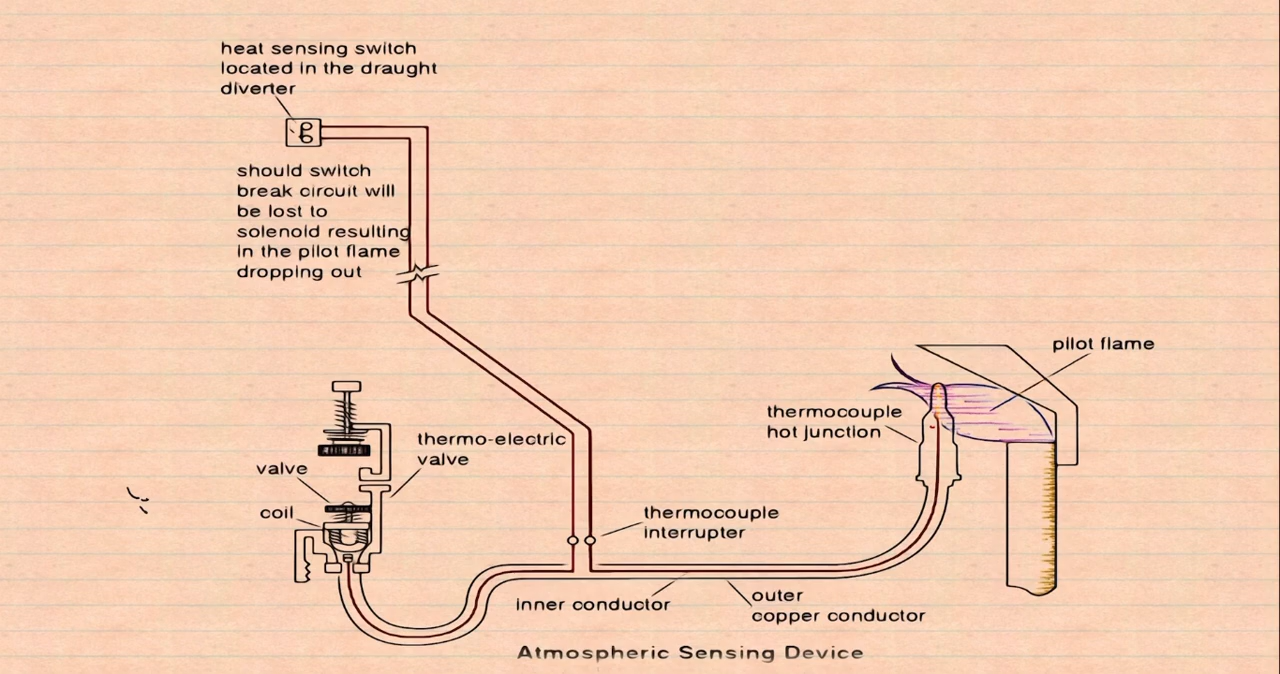 heat sensing switch
located in the draught
diverter
should switch
break circuit will
be lost to
solenoid resulting
in the pilot flame
dropping out
pilot flame
thermocouple
hot junction
thermo-electric
valve
valve
coil
thermocouple
interrupter
inner conductor
outer
copper conductor
Atmospheric Sensing Device